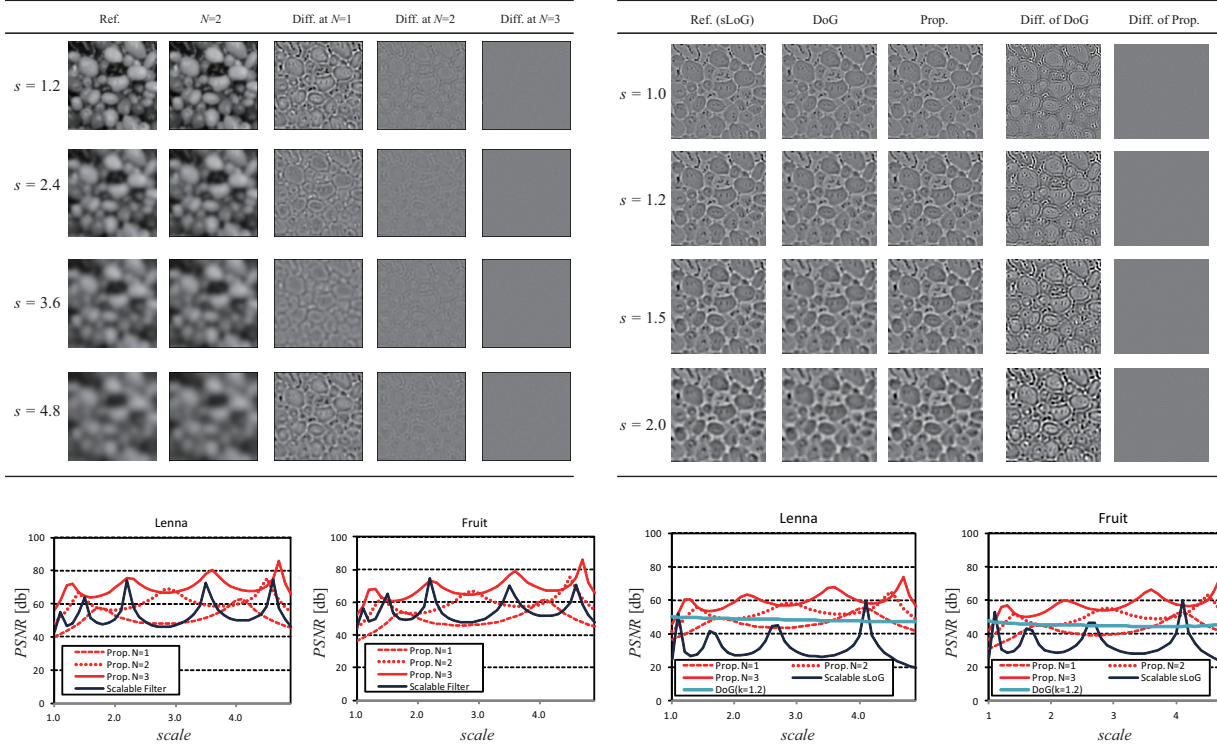 Ref. N=2 Diff. at N=1 Diff. at N=2 Diff. at N=3
s = 1.2
s = 2.4
s = 3.6
s = 4.8
Ref. (sLoG) DoG Prop. Diff. of DoG Diff. of Prop.
s = 1.0
s = 1.2
s = 1.5
s = 2.0
Lenna
PSNR [db]
100
80
60
40
20
0
Prop. N=1
Prop. N=2
Prop. N=3
Scalable Filter
1.0 2.0 3.0 4.0
scale
Fruit
PSNR [db]
100
80
60
40
20
0
Prop. N=1
Prop. N=2
Prop. N=3
Scalable Filter
1.0 2.0 3.0 4.0
scale
Lenna
PSNR [db]
100
80
60
40
20
0
Prop. N=1 Prop. N=2
Prop. N=3 Scalable sLoG
DoG(k=1.2)
1.0 2.0 3.0 4.0
scale
Fruit
PSNR [db]
100
80
60
40
20
0
Prop. N=1 Prop. N=2
Prop. N=3 Scalable sLoG
DoG(k=1.2)
1 2 3 4
scale